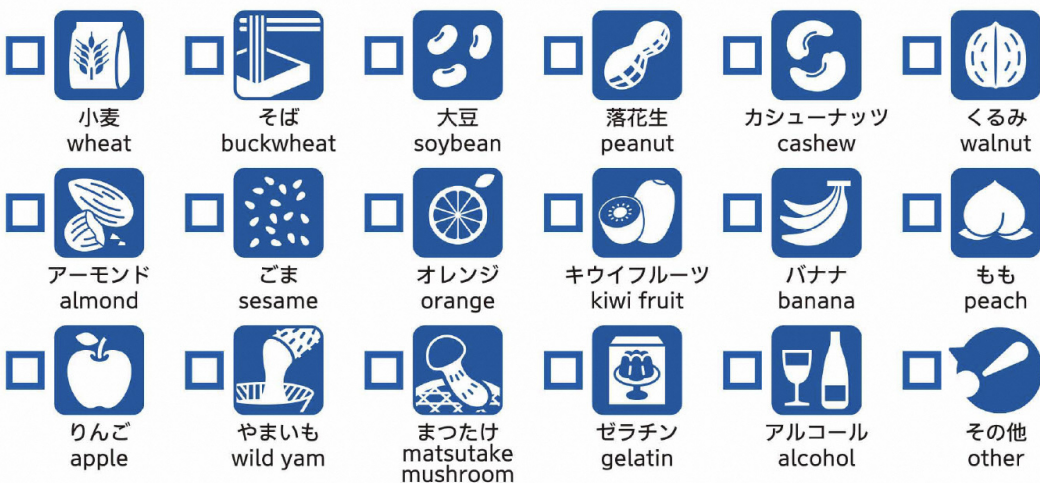 小麦
wheat
そば
buckwheat
大豆
soybean
落花生
peanut
カシューナッツ
cashew
くるみ
walnut
アーモンド
almond
ごま
sesame
オレンジ
orange
キウイフルーツ
kiwi fruit
バナナ
banana
もも
peach
りんご
apple
やまいも
wild yam
まつたけ
matsutake
mushroom
ゼラチン
gelatin
アルコール
alcohol
その他
other